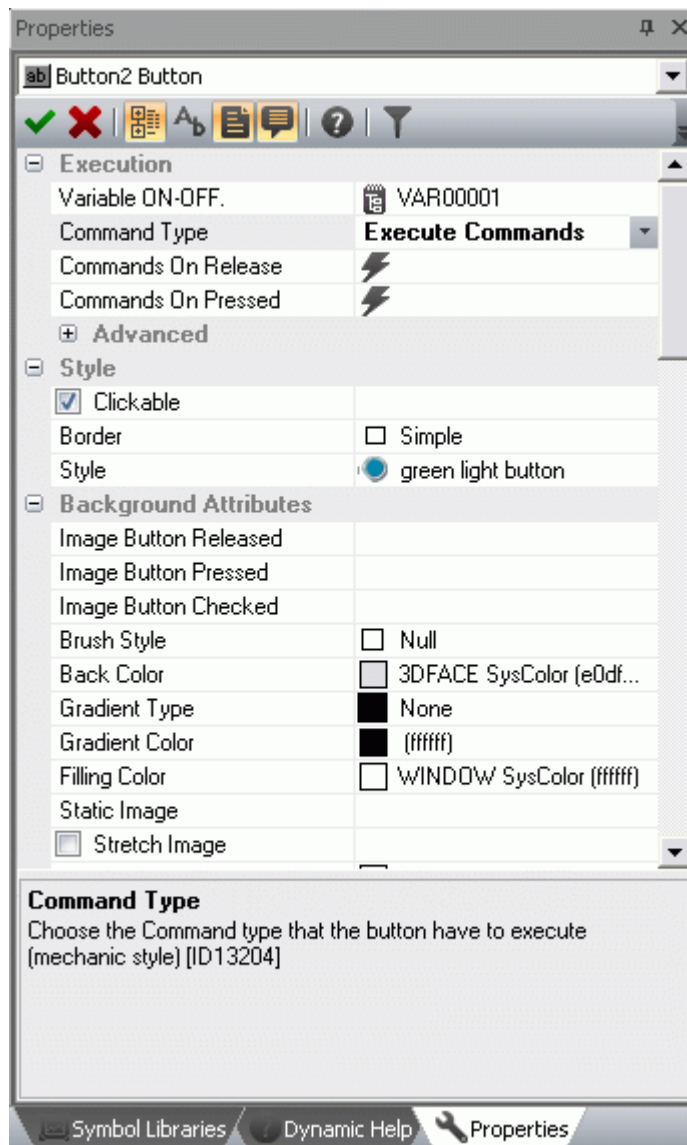 Properties
Button2 Button
Execution
Variable ON-OFF. VAR00001
Command Type Execute Commands
Commands On Release
Commands On Pressed
Advanced
Style
Clickable
Border Simple
Style green light button
Background Attributes
Image Button Released
Image Button Pressed
Image Button Checked
Brush Style Null
Back Color 3DFACE SysColor (e0df...
Gradient Type None
Gradient Color (ffffff)
Filling Color WINDOW SysColor (ffffff)
Static Image
Stretch Image
Command Type
Choose the Command type that the button have to execute
(mechanic style) [ID13204]
Symbol Libraries Dynamic Help Properties